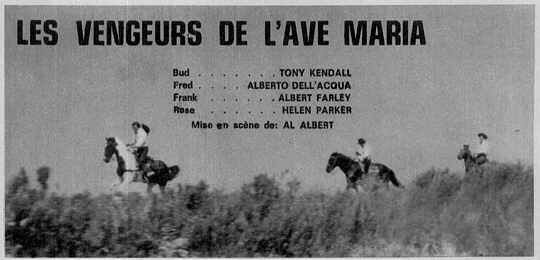 LES VENGEURS DE L'AVE MARIA
Bud . . . . . . . TONY KENDALL
Fred . . . . ALBERTO DELL'ACQUA
Frank . . . . . . . ALBERT FARLEY
Rose . . . . . . HELEN PARKER
Mise en scène de: AL ALBERT